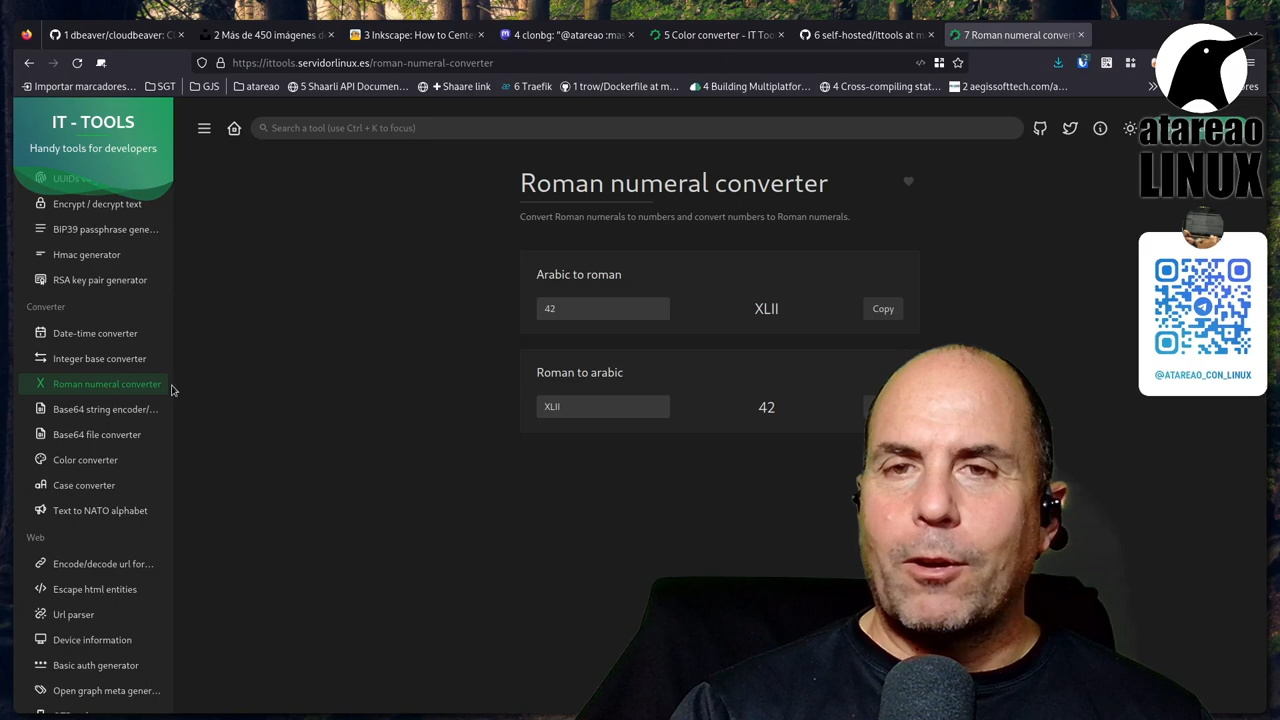 1 dbeaver/cloudbeaver: Cl
2 Más de 450 imágenes d
3 Inkscape: How to Cente
4 clonbg: "@atareao :mas
5 Color converter - IT Too
6 self-hosted/ittools at m
7 Roman numeral convert
https://ittools.servidorlinux.es/roman-numeral-converter
Importar marcadores...
SGT
GJS
atareao
5 Shaarli API Documen...
Share link
6 Traefik
1 trow/Dockerfile at m...
4 Building Multiplatfor...
4 Cross-compiling stat...
2 aegissofttech.com/a...
IT - TOOLS
Handy tools for developers
Search a tool (use Ctrl + K to focus)
atareao
LINUX
@ATAREAO_CON_LINUX
Encrypt / decrypt text
BIP39 passphrase gene...
Hmac generator
RSA key pair generator
Converter
Date-time converter
Integer base converter
Roman numeral converter
Base64 string encoder/...
Base64 file converter
Color converter
Case converter
Text to NATO alphabet
Web
Encode/decode url for...
Escape html entities
Url parser
Device information
Basic auth generator
Open graph meta gener...
Roman numeral converter
Convert Roman numerals to numbers and convert numbers to Roman numerals.
Arabic to roman
42
XLII
Copy
Roman to arabic
XLII
42